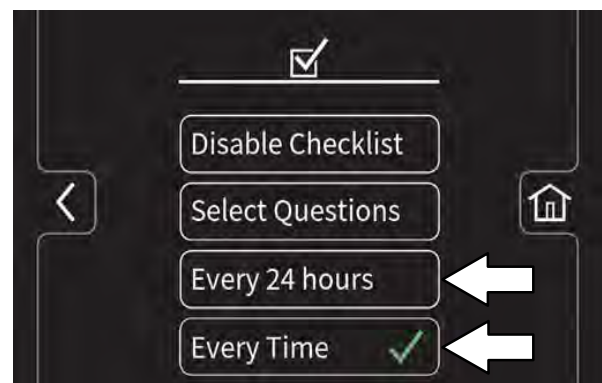 Disable Checklist
Select Questions
Every 24 hours
Every Time